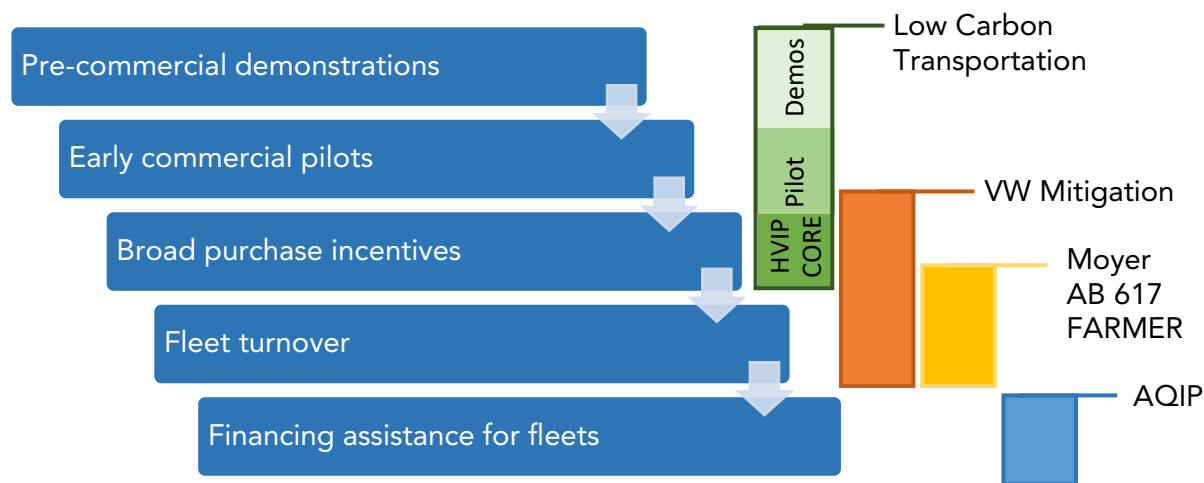 Pre-commercial demonstrations
Early commercial pilots
Broad purchase incentives
Fleet turnover
Financing assistance for fleets
Demos
Pilot
HVIP
CORE
Low Carbon
Transportation
VW Mitigation
Moyer
AB 617
FARMER
AQIP